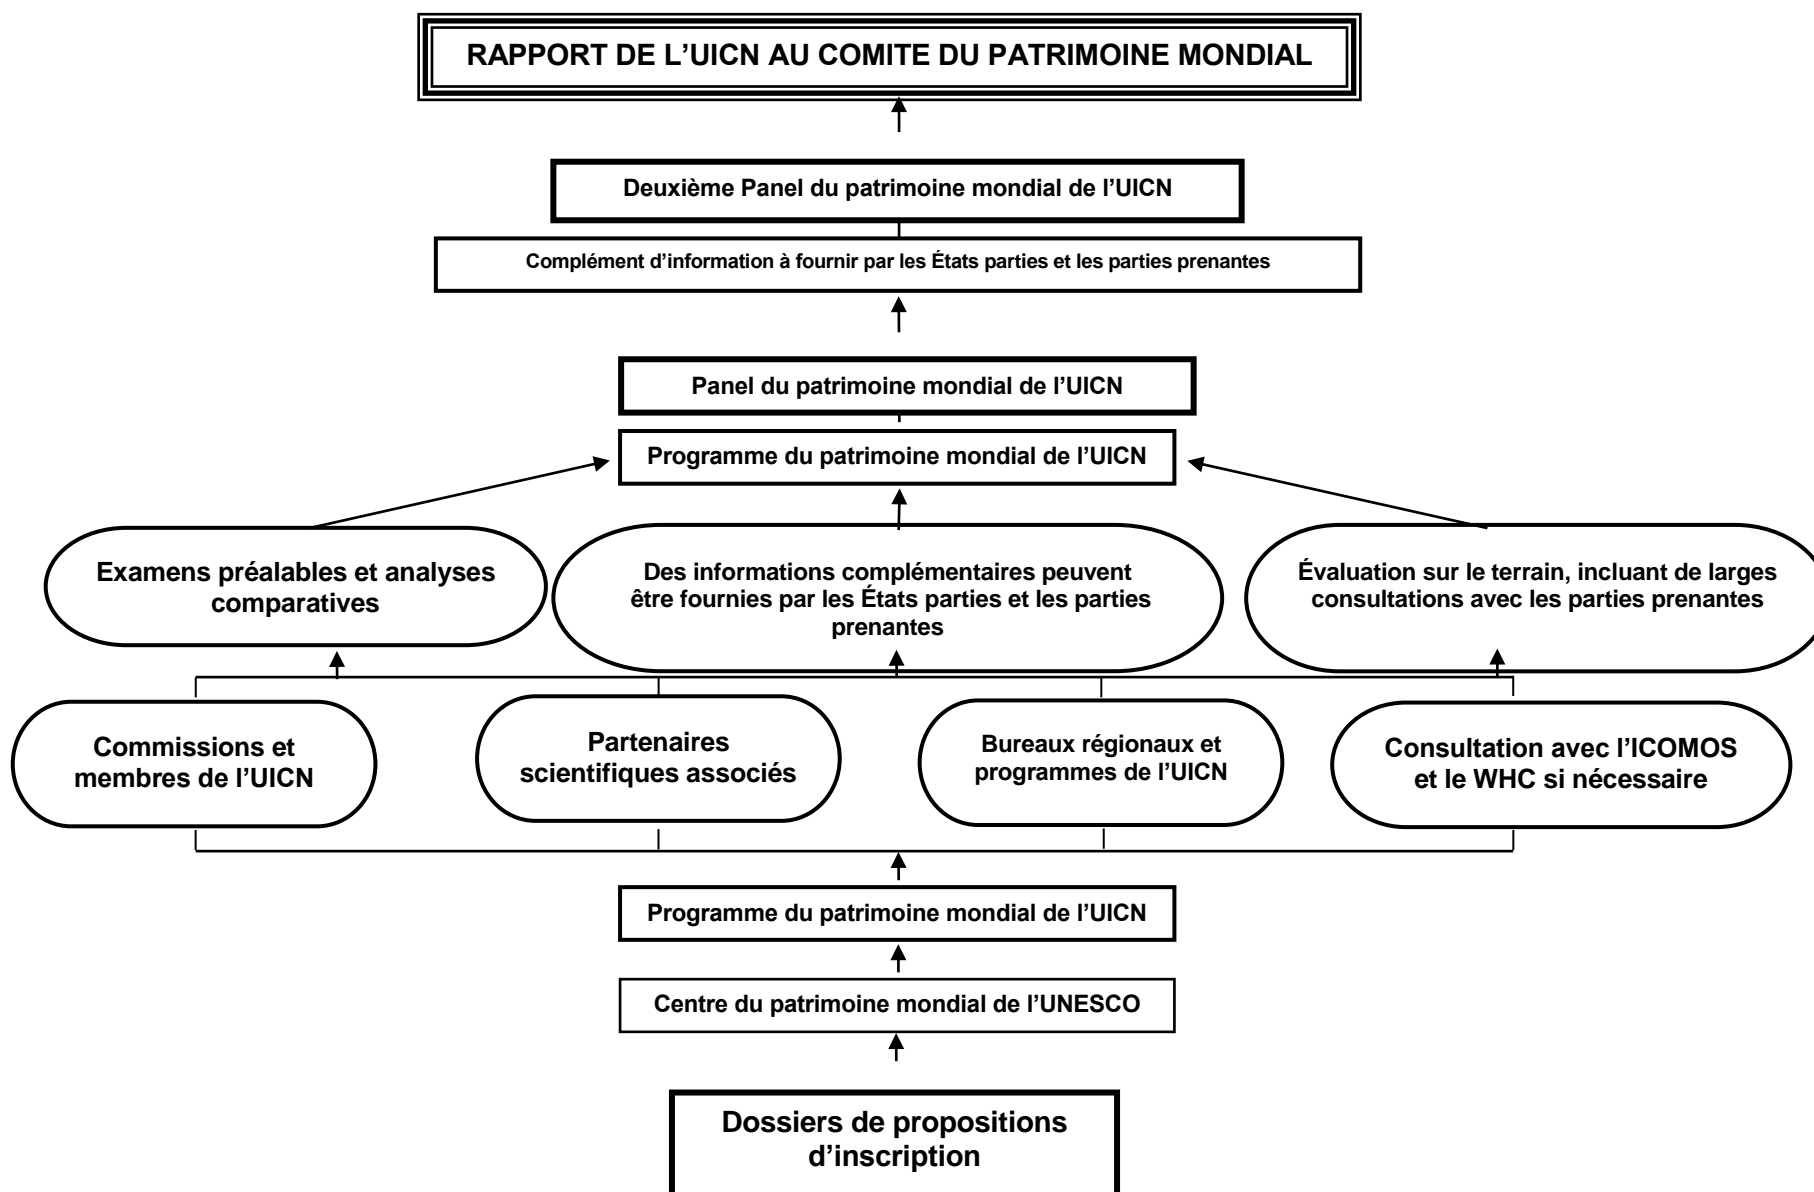 RAPPORT DE L’UICN AU COMITE DU PATRIMOINE MONDIAL
Deuxième Panel du patrimoine mondial de l’UICN
Complément d’information à fournir par les États parties et les parties prenantes
Panel du patrimoine mondial de l’UICN
Programme du patrimoine mondial de l’UICN
Examens préalables et analyses
comparatives
Des informations complémentaires peuvent
être fournies par les États parties et les parties
prenantes
Évaluation sur le terrain, incluant de larges
consultations avec les parties prenantes
Commissions et
membres de l’UICN
Partenaires
scientifiques associés
Bureaux régionaux et
programmes de l’UICN
Consultation avec l’ICOMOS
et le WHC si nécessaire
Programme du patrimoine mondial de l’UICN
Centre du patrimoine mondial de l’UNESCO
Dossiers de propositions
d’inscription